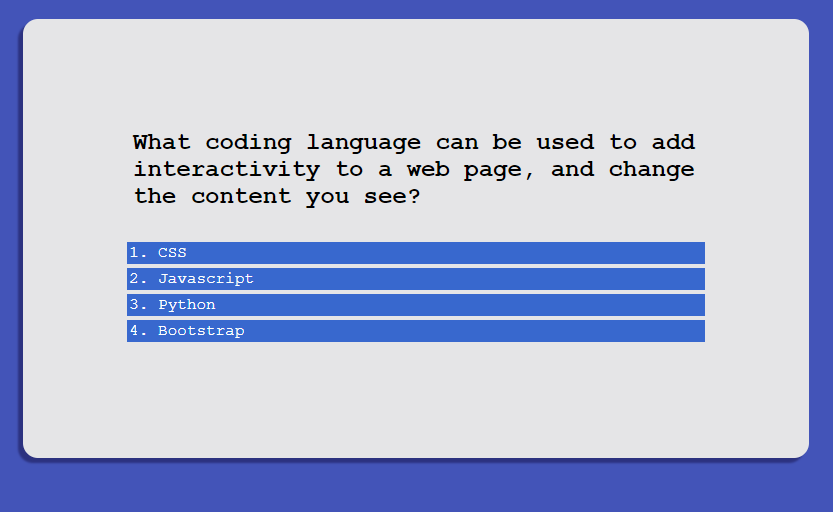 What coding language can be used to add
interactivity to a web page, and change
the content you see?
1. CSS
2. Javascript
3. Python
4. Bootstrap